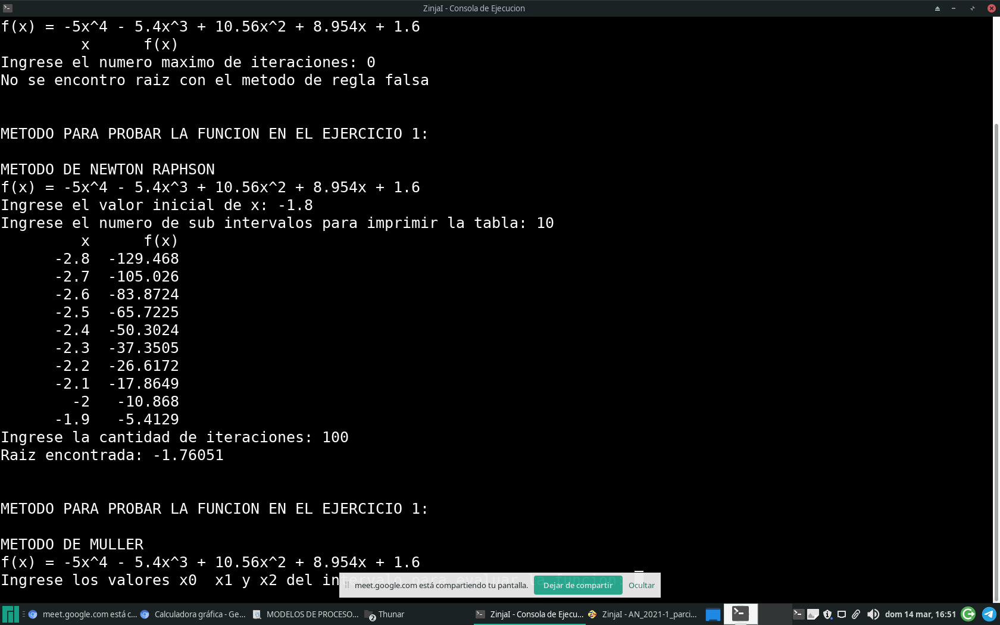 ZinjaI - Consola de Ejecucion
f(x) = -5x^4 - 5.4x^3 + 10.56x^2 + 8.954x + 1.6
x f(x)
Ingrese el numero maximo de iteraciones: 0
No se encontro raiz con el metodo de regla falsa
METODO PARA PROBAR LA FUNCION EN EL EJERCICIO 1:
METODO DE NEWTON RAPHSON
f(x) = -5x^4 - 5.4x^3 + 10.56x^2 + 8.954x + 1.6
Ingrese el valor inicial de x: -1.8
Ingrese el numero de sub intervalos para imprimir la tabla: 10
x f(x)
-2.8 -129.468
-2.7 -105.026
-2.6 -83.8724
-2.5 -65.7225
-2.4 -50.3024
-2.3 -37.3505
-2.2 -26.6172
-2.1 -17.8649
-2 -10.868
-1.9 -5.4129
Ingrese la cantidad de iteraciones: 100
Raiz encontrada: -1.76051
METODO PARA PROBAR LA FUNCION EN EL EJERCICIO 1:
METODO DE MULLER
f(x) = -5x^4 - 5.4x^3 + 10.56x^2 + 8.954x + 1.6
Ingrese los valores x0 x1 y x2 del intervalo para evaluar la funcion:
meet.google.com está compartiendo tu pantalla. Dejar de compartir Ocultar
meet.google.com está c... Calculadora gráfica - Ge... MODELOS DE PROCESO... 2 Thunar ZinjaI - Consola de Ejecu... ZinjaI - AN_2021-1_parci... dom 14 mar, 16:51